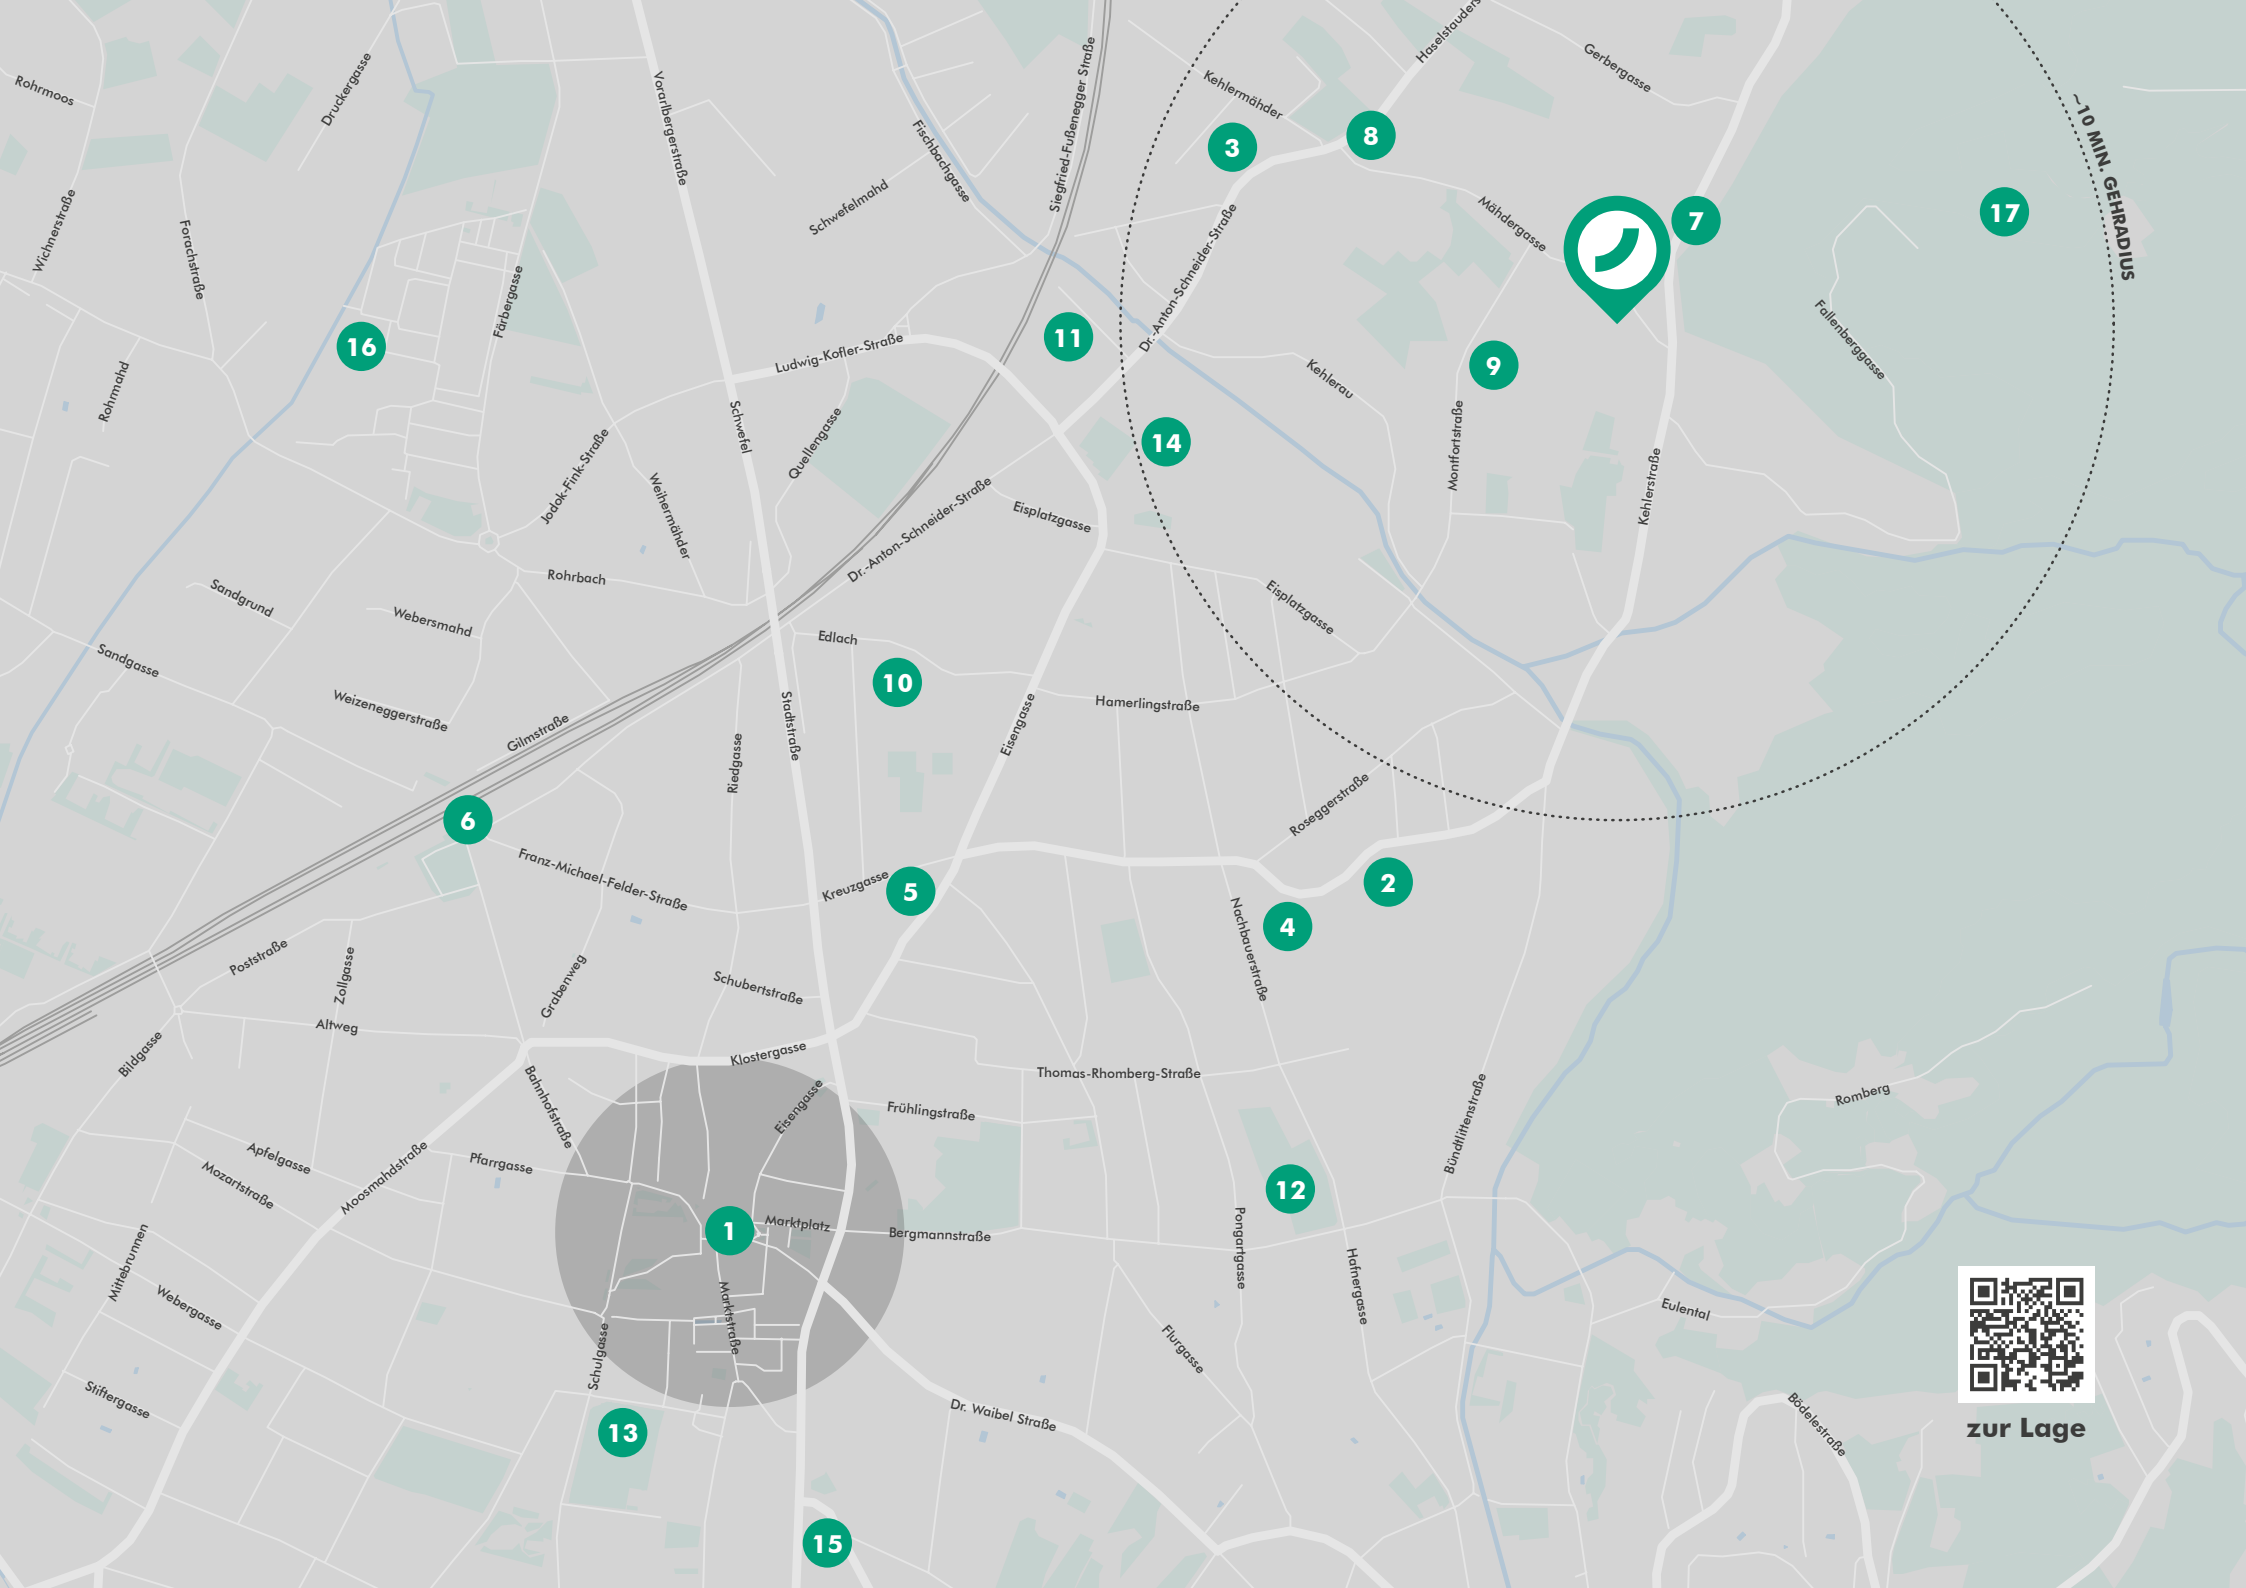 Rohrmoos
Druckergasse
Vorarlbergerstraße
Fischbachgasse
Siegfried-Fußenegger Straße
Kehlermähder
Gerbergasse
~10 MIN. GEHRADIUS
3
8
7
17
Wichnerstraße
Forachstraße
Färbergasse
Schwefelmahd
Dr.-Anton-Schneider-Straße
Mähdergasse
Fallenberggasse
16
11
9
Rohrmahd
Ludwig-Kofler-Straße
Kehlerau
Schwefel
Quellengasse
14
Montfortstraße
Kehlerstraße
Jodok-Fink-Straße
Weihermähder
Dr.-Anton-Schneider-Straße
Eisplatzgasse
Rohrbach
Sandgrund
Webersmahd
Eisplatzgasse
Edlach
Sandgasse
10
Weizeneggerstraße
Gilmstraße
Stadtstraße
Riedgasse
Eisengasse
Hamerlingstraße
Roseggerstraße
6
Franz-Michael-Felder-Straße
Kreuzgasse
5
2
4
Nachbauerstraße
Poststraße
Zollgasse
Grabenweg
Schubertstraße
Altweg
Bildgasse
Klostergasse
Thomas-Rhomberg-Straße
Romberg
Bahnhofstraße
Eisengasse
Frühlingstraße
Bündtlittenstraße
Apfelgasse
Mozartstraße
Moosmahdstraße
Pfarrgasse
12
1
Marktplatz
Bergmannstraße
Pongartgasse
Hafnergasse
Mittebrunnen
Webergasse
Marktstraße
Schulgasse
Flurgasse
Eulental
Stiftergasse
Dr. Waibel Straße
Bödelestraße
zur Lage
13
15